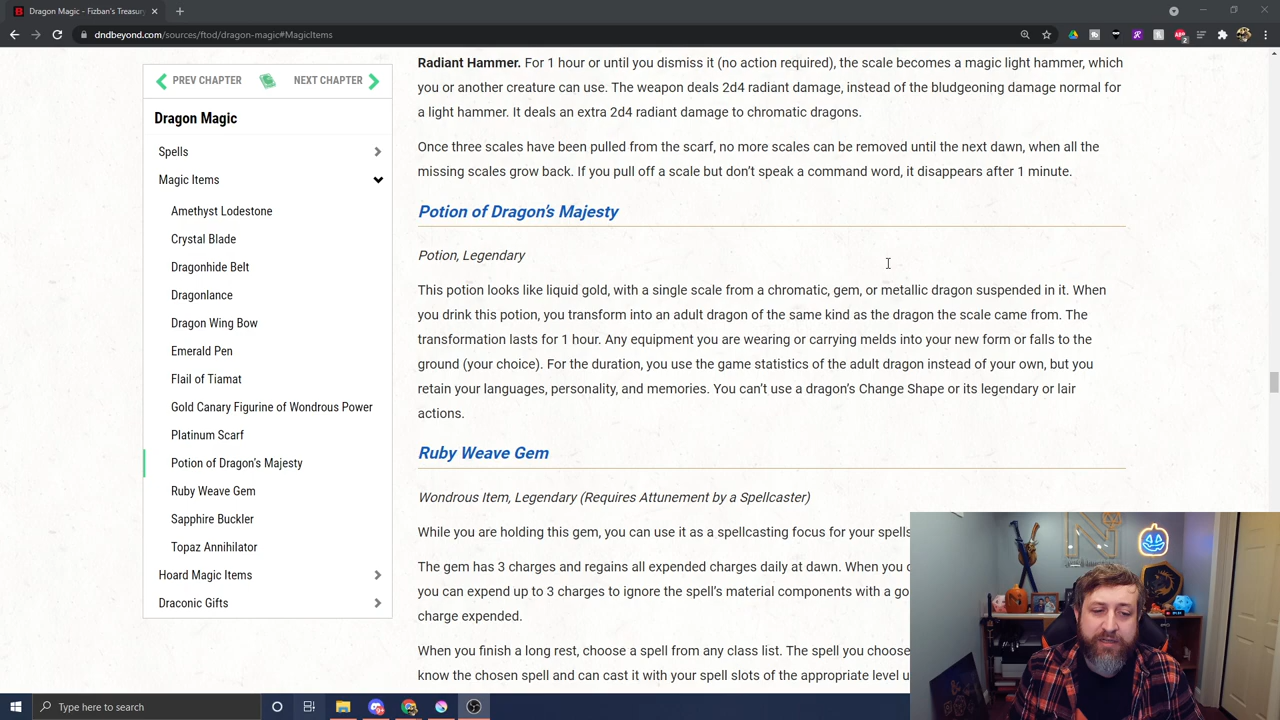 Dragon Magic - Fizban's Treasury
dndbeyond.com/sources/ftod/dragon-magic#MagicItems
PREV CHAPTER
NEXT CHAPTER
Dragon Magic
Spells
Magic Items
Amethyst Lodestone
Crystal Blade
Dragonhide Belt
Dragonlance
Dragon Wing Bow
Emerald Pen
Flail of Tiamat
Gold Canary Figurine of Wondrous Power
Platinum Scarf
Potion of Dragon's Majesty
Ruby Weave Gem
Sapphire Buckler
Topaz Annihilator
Hoard Magic Items
Draconic Gifts
Radiant Hammer. For 1 hour or until you dismiss it (no action required), the scale becomes a magic light hammer, which
you or another creature can use. The weapon deals 2d4 radiant damage, instead of the bludgeoning damage normal for
a light hammer. It deals an extra 2d4 radiant damage to chromatic dragons.
Once three scales have been pulled from the scarf, no more scales can be removed until the next dawn, when all the
missing scales grow back. If you pull off a scale but don’t speak a command word, it disappears after 1 minute.
Potion of Dragon’s Majesty
Potion, Legendary
This potion looks like liquid gold, with a single scale from a chromatic, gem, or metallic dragon suspended in it. When
you drink this potion, you transform into an adult dragon of the same kind as the dragon the scale came from. The
transformation lasts for 1 hour. Any equipment you are wearing or carrying melds into your new form or falls to the
ground (your choice). For the duration, you use the game statistics of the adult dragon instead of your own, but you
retain your languages, personality, and memories. You can’t use a dragon’s Change Shape or its legendary or lair
actions.
Ruby Weave Gem
Wondrous Item, Legendary (Requires Attunement by a Spellcaster)
While you are holding this gem, you can use it as a spellcasting focus for your spells
The gem has 3 charges and regains all expended charges daily at dawn. When you
you can expend up to 3 charges to ignore the spell’s material components with a
charge expended.
When you finish a long rest, choose a spell from any class list. The spell you choose
know the chosen spell and can cast it with your spell slots of the appropriate level
Type here to search